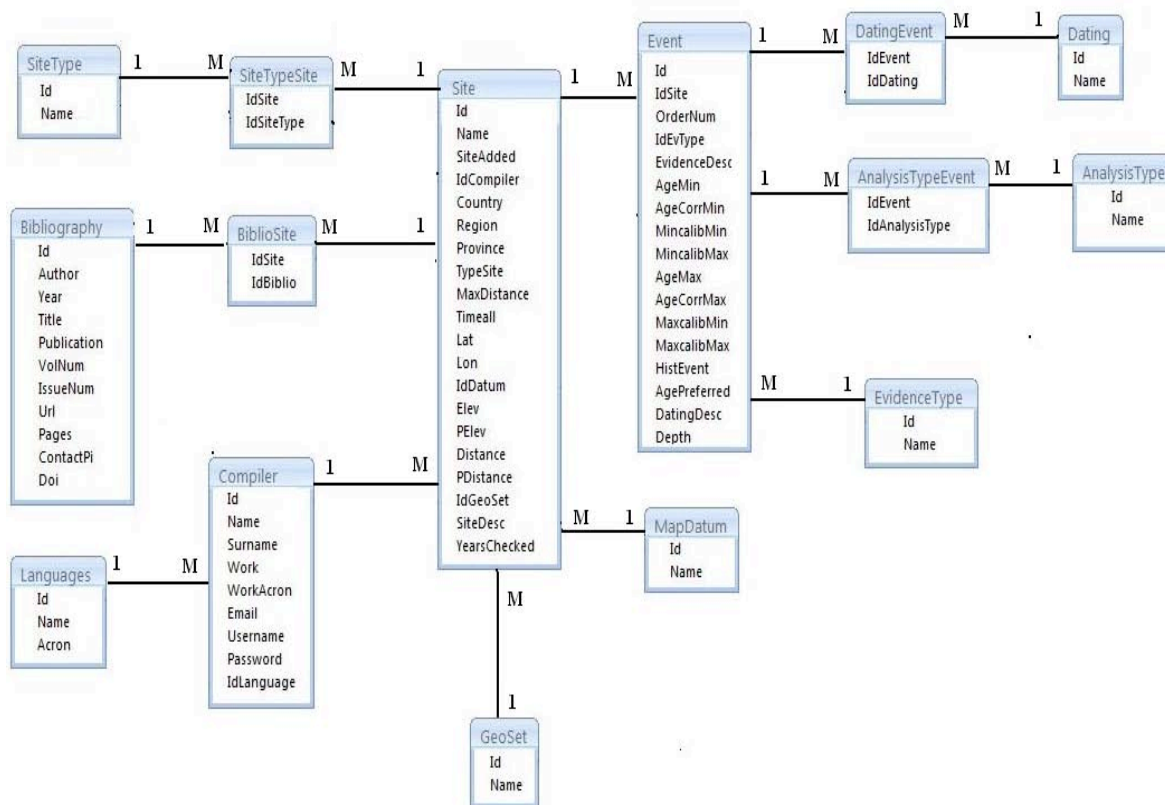 SiteType
Id
Name
1
M
SiteTypeSite
IdSite
IdSiteType
M
1
Bibliography
Id
Author
Year
Title
Publication
VolNum
IssueNum
Url
Pages
ContactPi
Doi
1
M
BiblioSite
IdSite
IdBiblio
M
1
Languages
Id
Name
Acron
1
M
Compiler
Id
Name
Surname
Work
WorkAcron
Email
Username
Password
IdLanguage
1
M
Site
Id
Name
SiteAdded
IdCompiler
Country
Region
Province
TypeSite
MaxDistance
Timeall
Lat
Lon
IdDatum
Elev
PElev
Distance
PDistance
IdGeoSet
SiteDesc
YearsChecked
M
1
GeoSet
Id
Name
1
M
Event
Id
IdSite
OrderNum
IdEvType
EvidenceDesc
AgeMin
AgeCorrMin
MincalibMin
MincalibMax
AgeMax
AgeCorrMax
MaxcalibMin
MaxcalibMax
HistEvent
AgePreferred
DatingDesc
Depth
1
M
DatingEvent
IdEvent
IdDating
M
1
Dating
Id
Name
1
M
AnalysisTypeEvent
IdEvent
IdAnalysisType
M
1
AnalysisType
Id
Name
M
1
EvidenceType
Id
Name
M
1
MapDatum
Id
Name